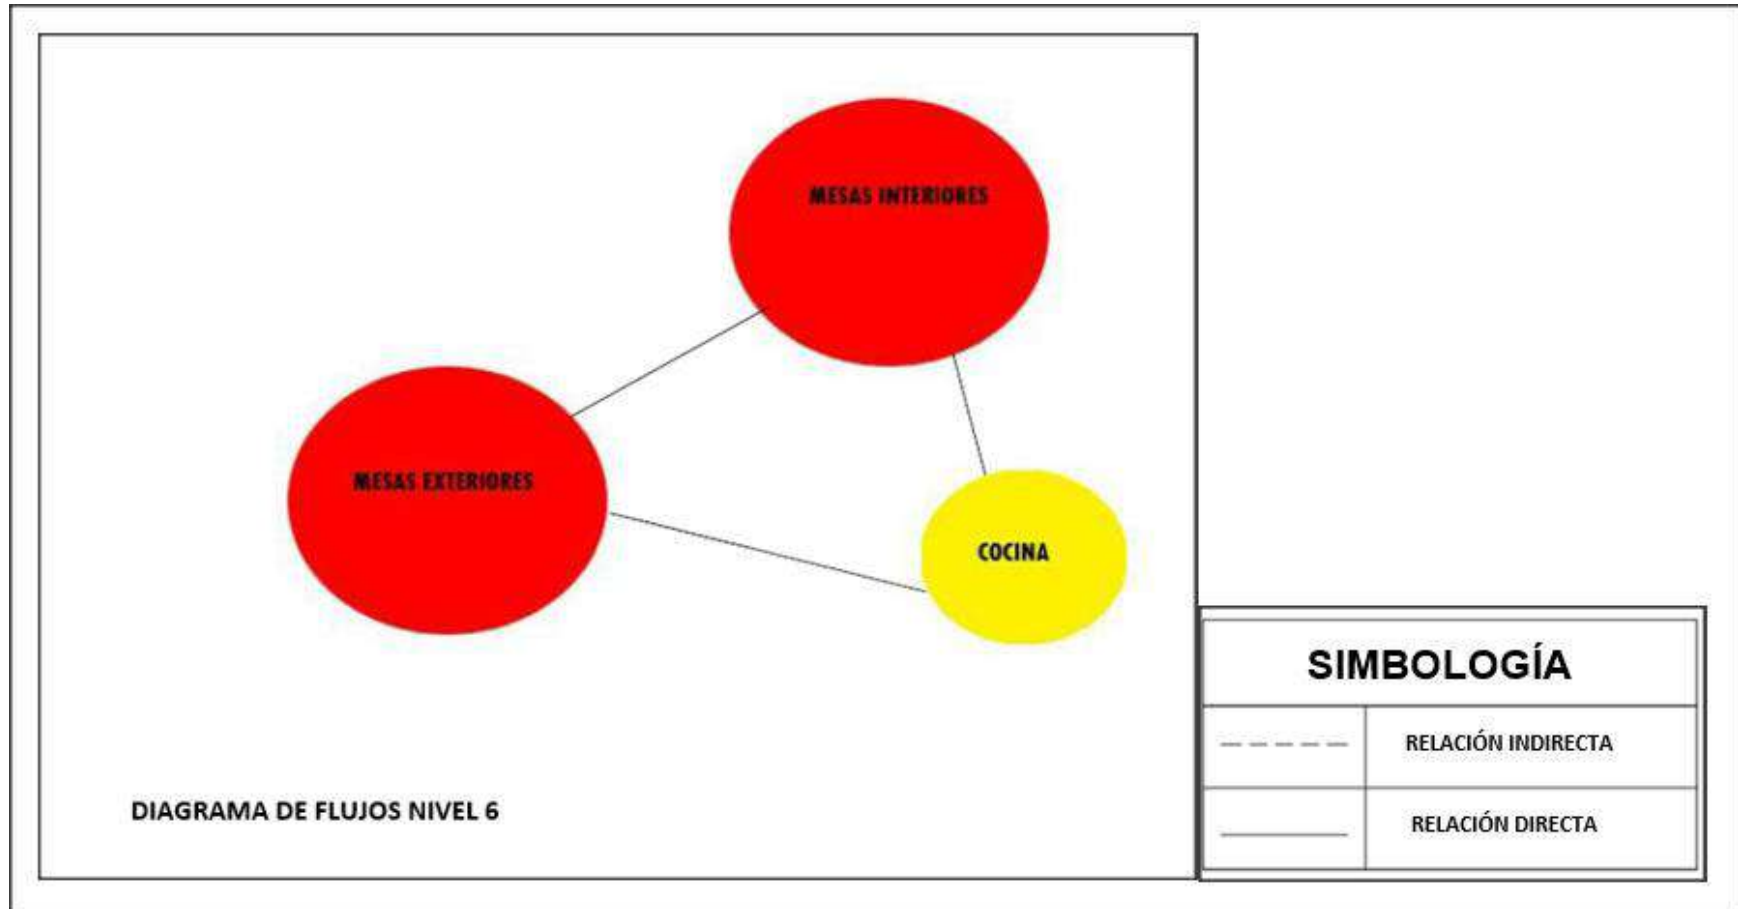 MESAS INTERIORES
MESAS EXTERIORES
COCINA
DIAGRAMA DE FLUJOS NIVEL 6
SIMBOLOGÍA
RELACIÓN INDIRECTA
RELACIÓN DIRECTA